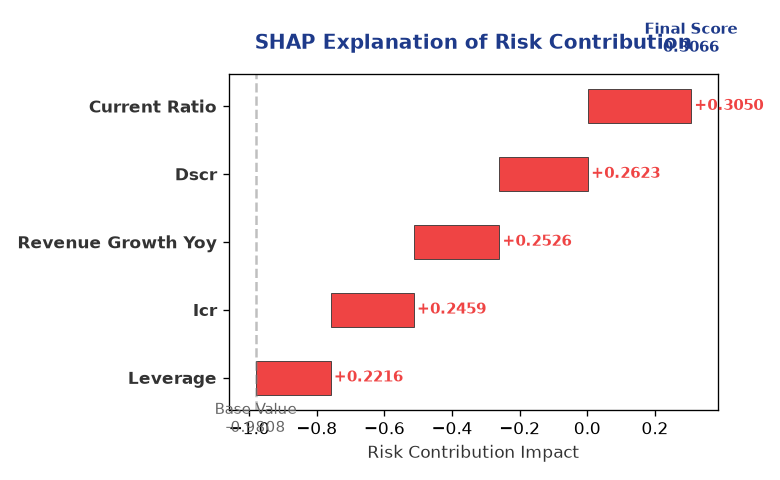 Final Score
0.3066
SHAP Explanation of Risk Contribution
Current Ratio
+0.3050
Dscr
+0.2623
Revenue Growth Yoy
+0.2526
Icr
+0.2459
Leverage
+0.2216
Base Value
-0.9808
−1.0 −0.8 −0.6 −0.4 −0.2 0.0 0.2
Risk Contribution Impact